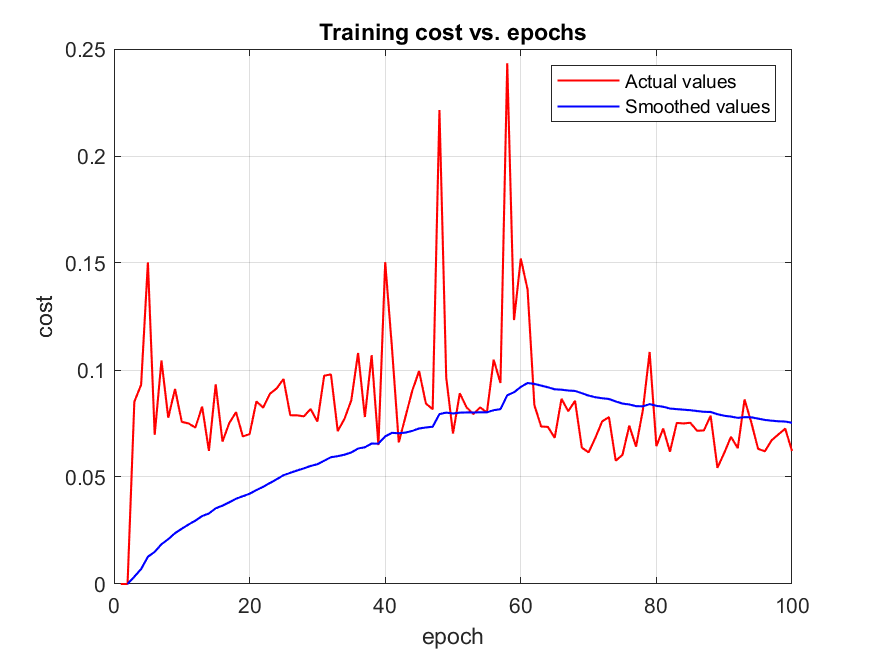 Training cost vs. epochs
0.25
0.2
0.15
0.1
0.05
0
cost
Actual values
Smoothed values
0 20 40 60 80 100
epoch